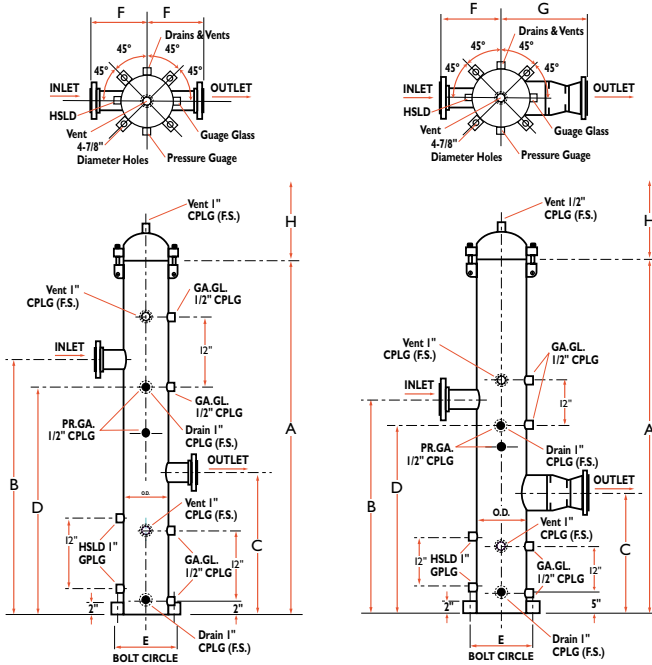 F F
Drains & Vents
45° 45°
45° 45°
INLET
OUTLET
HSLD
Vent
4-7/8"
Diameter Holes
Guage Glass
Pressure Guage
Vent 1"
CPLG (F.S.)
H
Vent 1"
CPLG (F.S.)
GA.GL.
1/2" CPLG
12"
INLET
GA.GL.
1/2" CPLG
PR.GA.
1/2" CPLG
Drain 1"
CPLG (F.S.)
A
OUTLET
B
D
O.D.
Vent 1"
CPLG (F.S.)
C
12"
HSLD 1"
GPLG
12"
GA.GL.
1/2" CPLG
2"
2"
E
Drain 1"
CPLG (F.S.)
BOLT CIRCLE
F G
Drains & Vents
45° 45°
45° 45°
INLET
OUTLET
HSLD
Vent
4-7/8"
Diameter Holes
Guage Glass
Pressure Guage
Vent 1/2"
CPLG (F.S.)
H
Vent 1"
CPLG (F.S.)
GA.GL.
1/2" CPLG
12"
INLET
PR.GA.
1/2" CPLG
Drain 1"
CPLG (F.S.)
A
OUTLET
B
D
O.D.
Vent 1"
CPLG (F.S.)
C
12"
HSLD 1"
GPLG
12"
GA.GL.
1/2" CPLG
2"
5"
E
Drain 1"
CPLG (F.S.)
BOLT CIRCLE